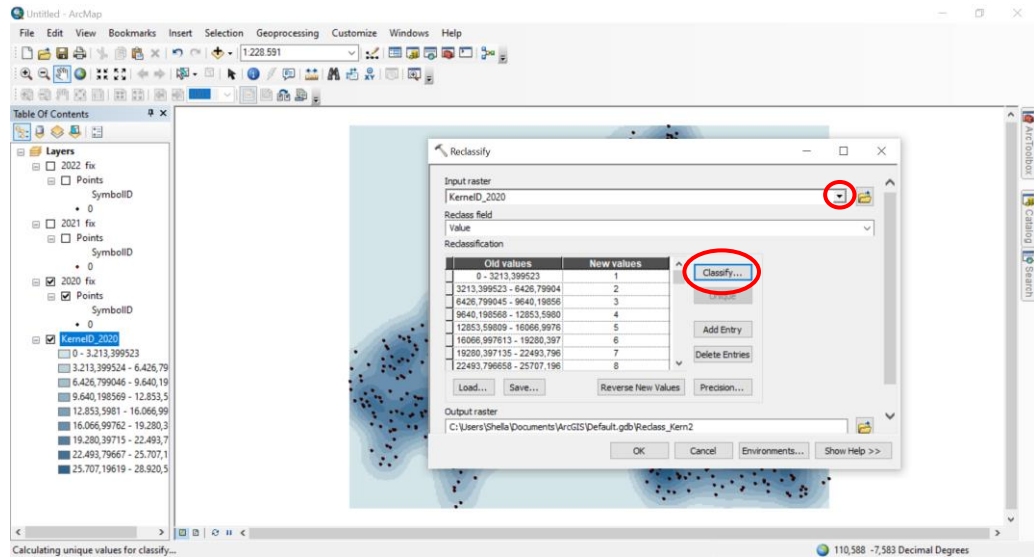 Untitled - ArcMap
File Edit View Bookmarks Insert Selection Geoprocessing Customize Windows Help
1:228.591
Table Of Contents
Layers
2022 fix
Points
SymbolID
0
2021 fix
Points
SymbolID
0
2020 fix
Points
SymbolID
0
KernelD_2020
0 - 3.213,399523
3.213,399524 - 6.426,79
6.426,799046 - 9.640,19
9.640,198569 - 12.853,5
12.853,5981 - 16.066,99
16.066,99762 - 19.280,3
19.280,39715 - 22.493,7
22.493,79667 - 25.707,1
25.707,19619 - 28.920,5
Reclassify
Input raster
KernelD_2020
Reclass field
Value
Reclassification
Old values New values
0 - 3213,399523 1
3213,399523 - 6426,79904 2
6426,799045 - 9640,19856 3
9640,198568 - 12853,5980 4
12853,59809 - 16066,9976 5
16066,997613 - 19280,397 6
19280,397135 - 22493,796 7
22493,796658 - 25707,196 8
Classify...
Unique
Add Entry
Delete Entries
Load... Save... Reverse New Values Precision...
Output raster
C:\Users\Shella\Documents\ArcGIS\Default.gdb\Reclass_Kern2
OK Cancel Environments... Show Help >>
ArcToolbox
Catalog
Search
Calculating unique values for classify...
110,588 -7,583 Decimal Degrees